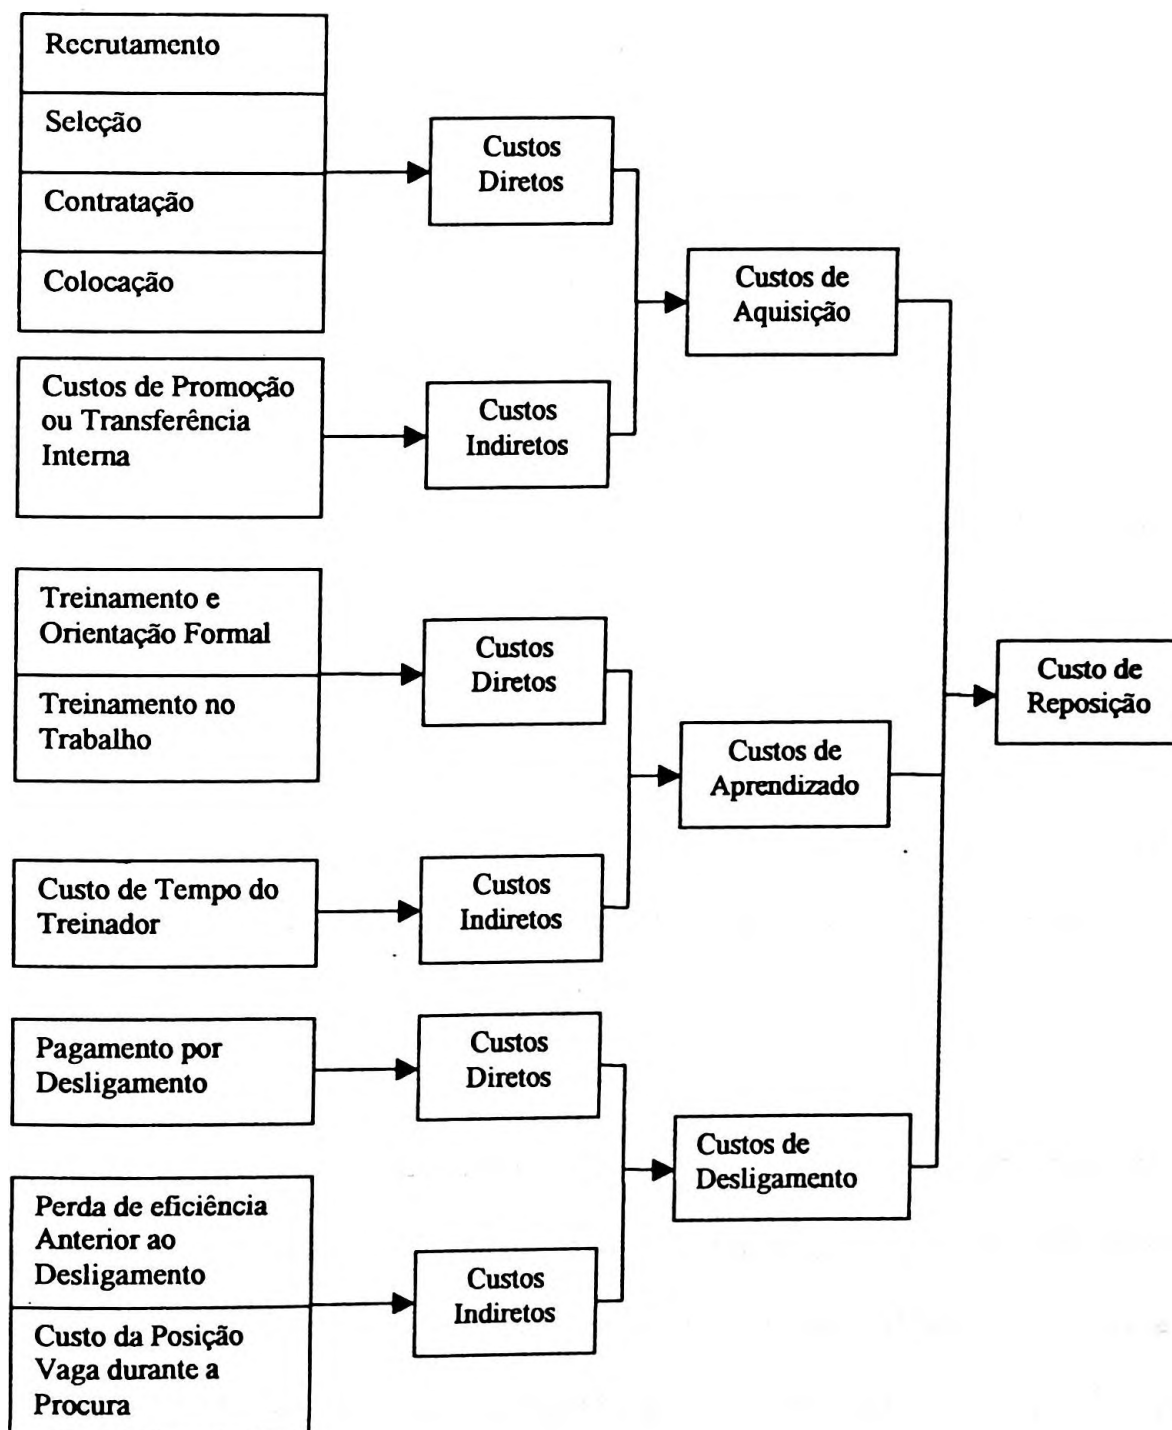 Recrutamento
Seleção
Contratação
Colocação
Custos
Diretos
Custos de Promoção
ou Transferência
Interna
Custos
Indiretos
Custos de
Aquisição
Treinamento e
Orientação Formal
Treinamento no
Trabalho
Custos
Diretos
Custo de Tempo do
Treinador
Custos
Indiretos
Custos de
Aprendizado
Pagamento por
Desligamento
Custos
Diretos
Perda de eficiência
Anterior ao
Desligamento
Custo da Posição
Vaga durante a
Procura
Custos
Indiretos
Custos de
Desligamento
Custo de
Reposição